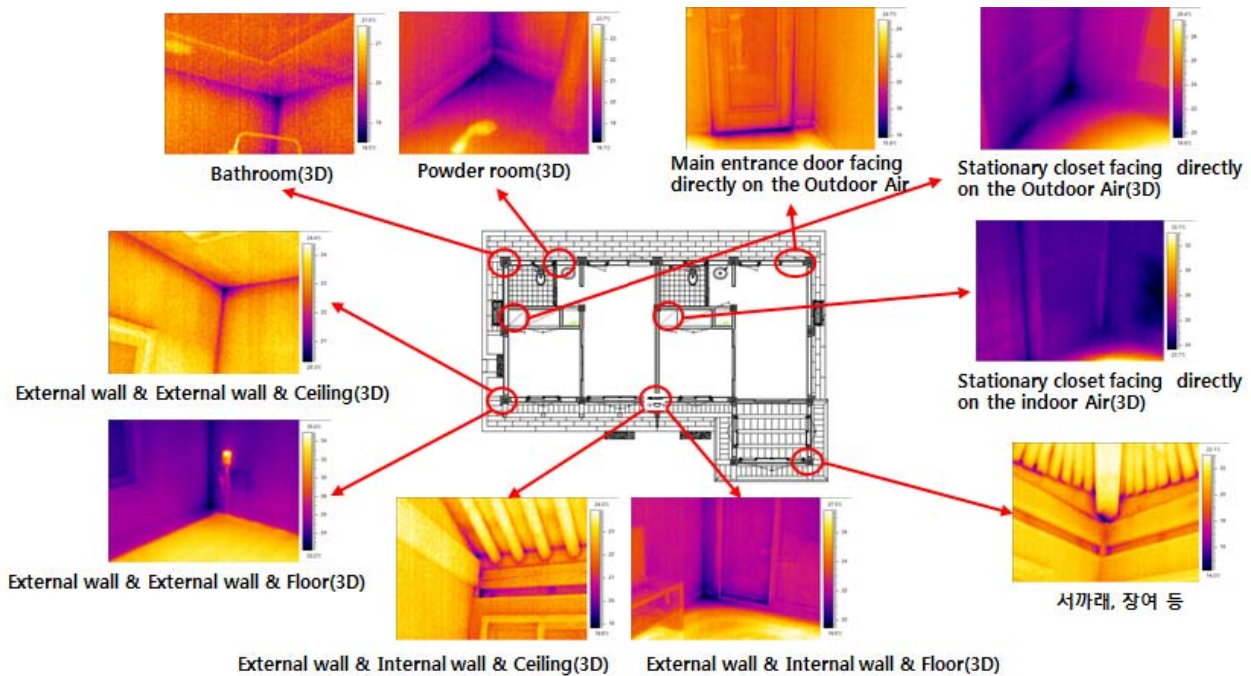 Bathroom(3D)
Powder room(3D)
Main entrance door facing
directly on the Outdoor Air
Stationary closet facing directly
on the Outdoor Air(3D)
External wall & External wall & Ceiling(3D)
Stationary closet facing directly
on the indoor Air(3D)
External wall & External wall & Floor(3D)
서까래, 장여 등
External wall & Internal wall & Ceiling(3D)
External wall & Internal wall & Floor(3D)